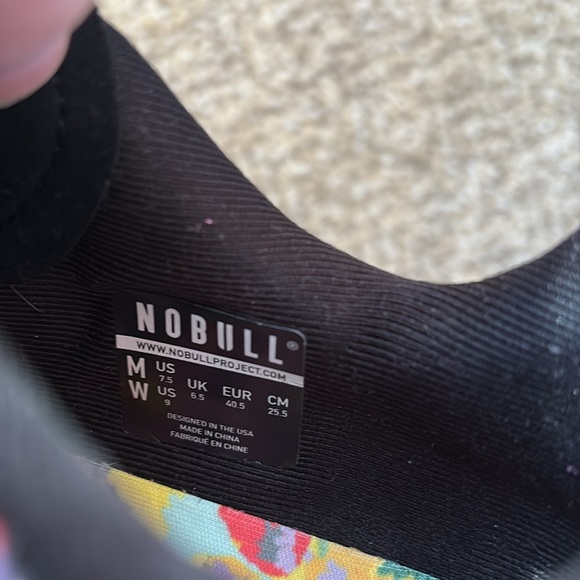 NOBULL®
WWW.NOBULLPROJECT.COM
M US 7.5 UK 6.5 EUR 40.5 CM 25.5
W US 9
DESIGNED IN THE USA
MADE IN CHINA
FABRIQUÉ EN CHINE